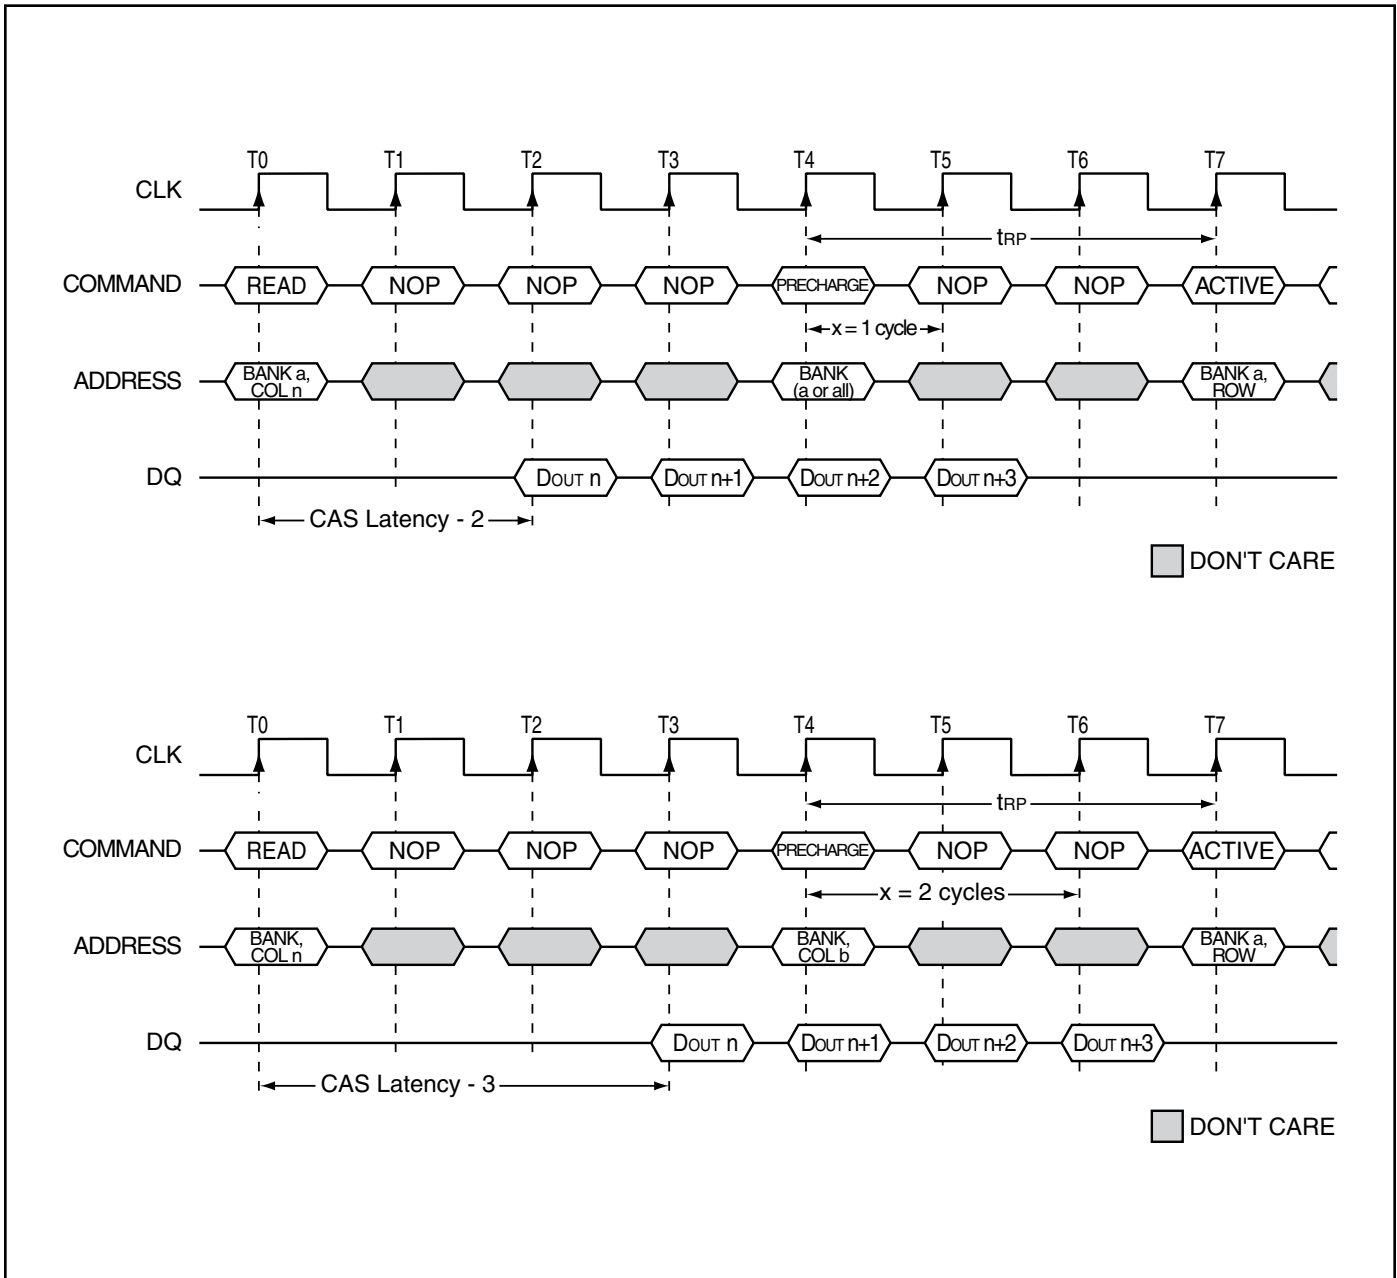 T0 T1 T2 T3 T4 T5 T6 T7
CLK
tRP
COMMAND READ NOP NOP NOP PRECHARGE NOP NOP ACTIVE
x = 1 cycle
ADDRESS BANK a, COL n BANK (a or all) BANK a, ROW
DQ DOUT n DOUT n+1 DOUT n+2 DOUT n+3
CAS Latency - 2
DON'T CARE
T0 T1 T2 T3 T4 T5 T6 T7
CLK
tRP
COMMAND READ NOP NOP NOP PRECHARGE NOP NOP ACTIVE
x = 2 cycles
ADDRESS BANK, COL n BANK, COL b BANK a, ROW
DQ DOUT n DOUT n+1 DOUT n+2 DOUT n+3
CAS Latency - 3
DON'T CARE